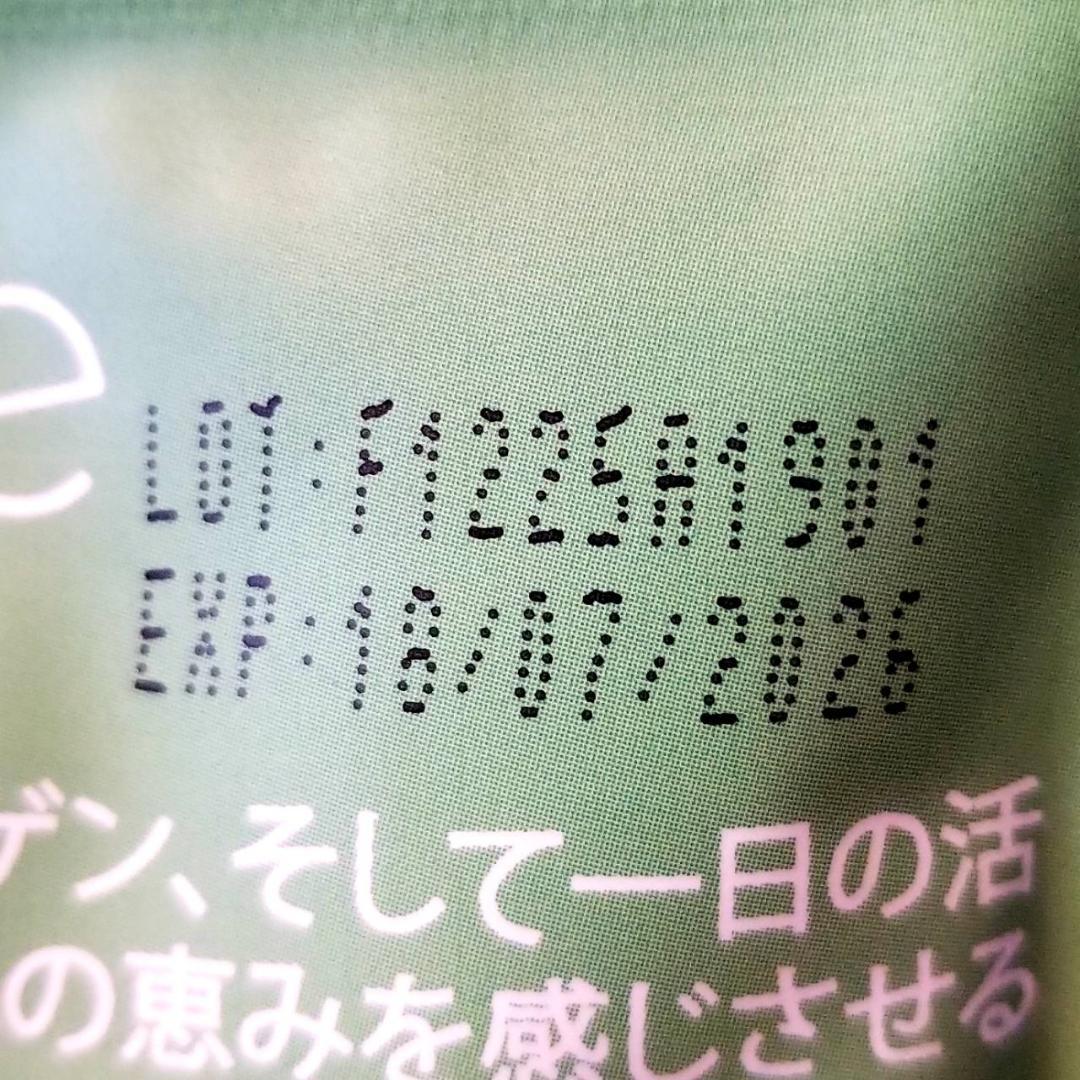 e
LOT:F1225A1901
EXP:18/07/2026
デン、そして一日の活
の恵みを感じさせる